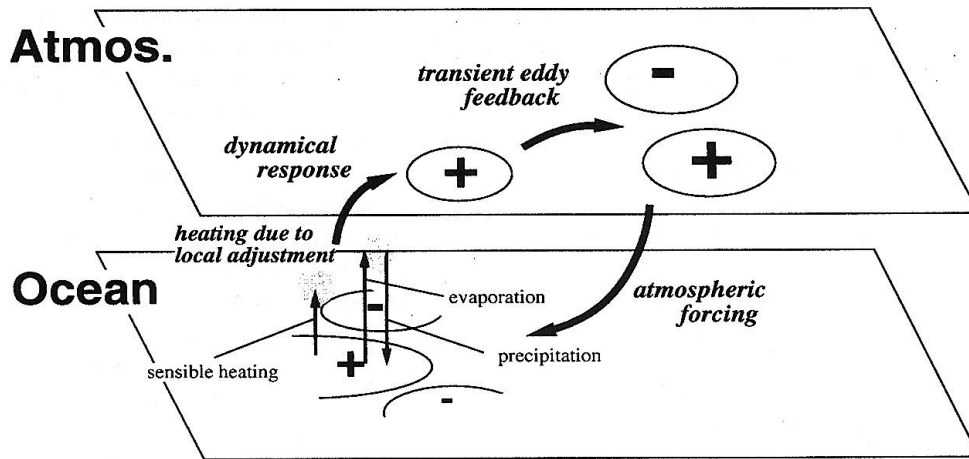 Atmos.
transient eddy
feedback
-
dynamical
response
+
+
heating due to
local adjustment
Ocean
evaporation
-
atmospheric
forcing
sensible heating
+
precipitation
-